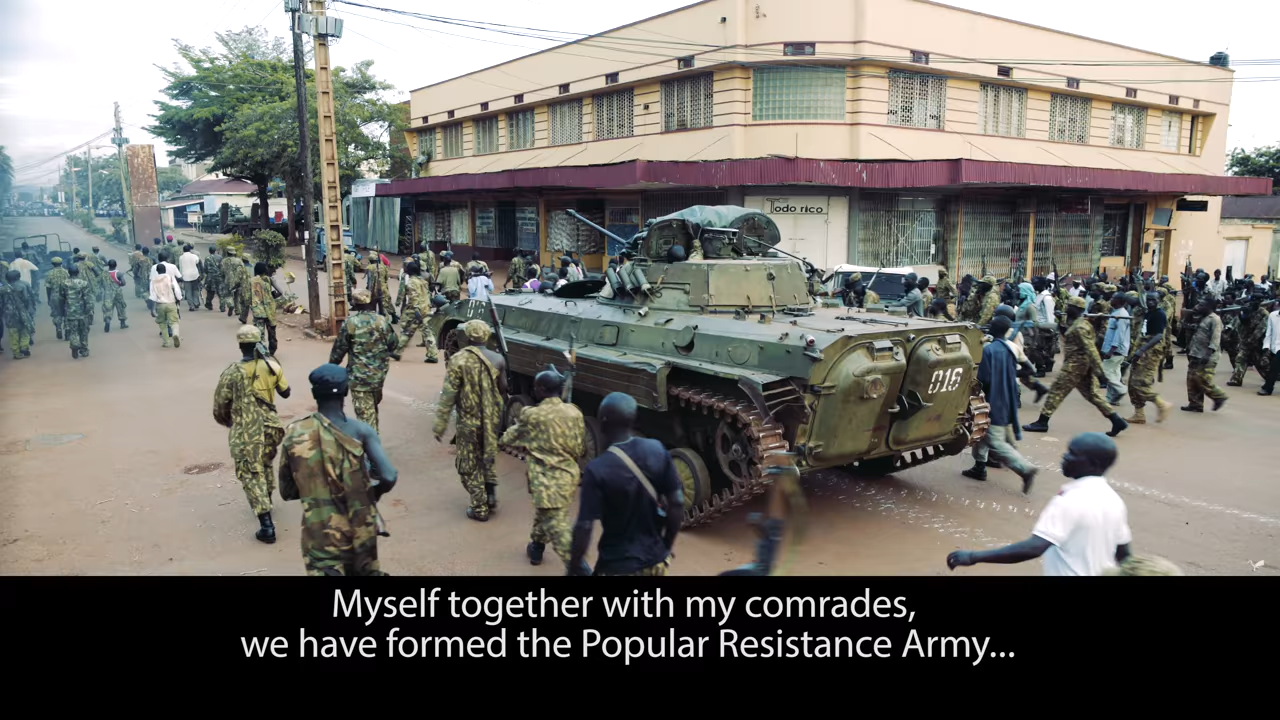 Todo rico
016
Myself together with my comrades,
we have formed the Popular Resistance Army...